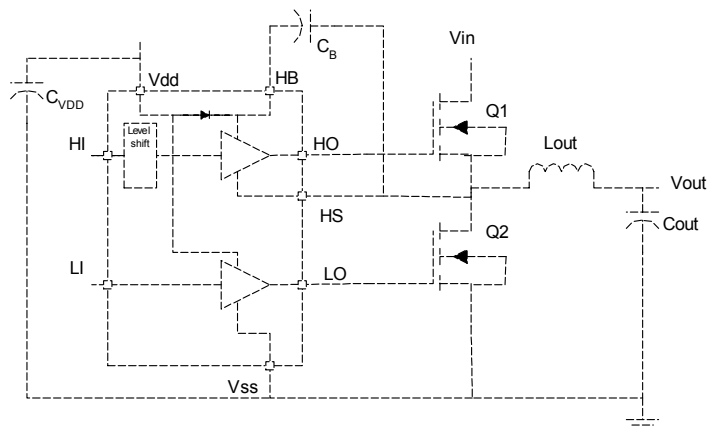 C_B
Vin
Vdd
HB
C_VDD
Q1
Level
shift
HI
HO
Lout
Vout
HS
Cout
Q2
LI
LO
Vss